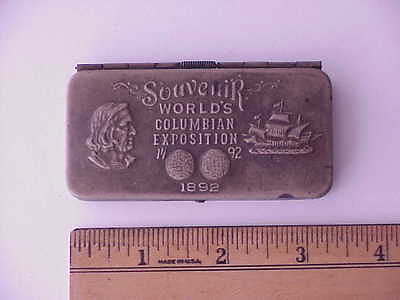 Souvenir
WORLD'S
COLUMBIAN
EXPOSITION
14 92
1892
1 2 3 4
MADE IN U.S.A.